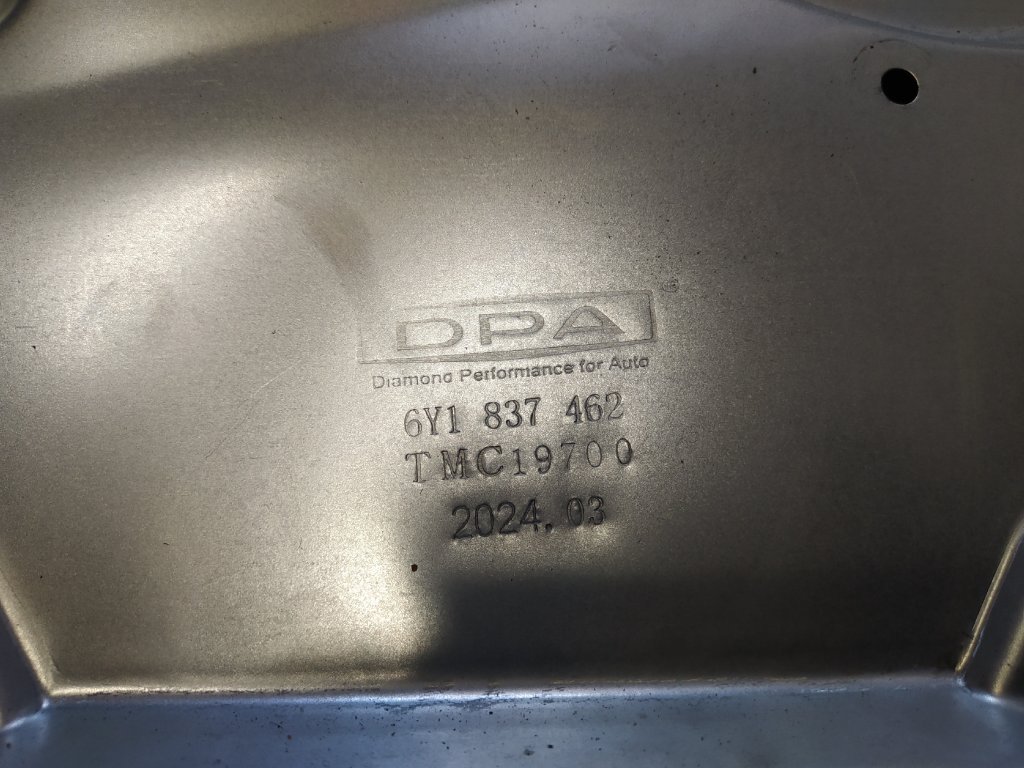 DPA
Diamond Performance for Auto
6Y1 837 462
TMC19700
2024.03